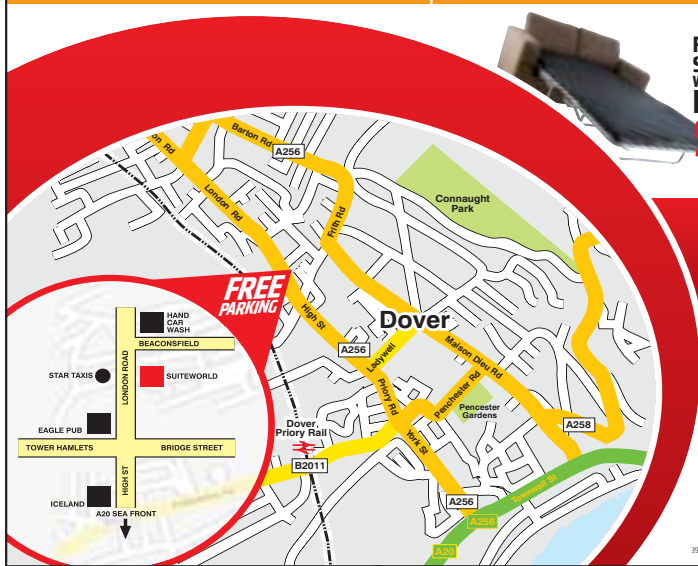 Barton Rd
on Rd
A256
London Rd
Frith Rd
Connaught
Park
FREE
PARKING
High St
Dover
A256
Ladywell
Maison Dieu Rd
Priory Rd
Penchester Rd
Pencester
Gardens
A258
York St
Dover
Priory Rail
B2011
Townwall St
A256
A256
A20
HAND
CAR
WASH
BEACONSFIELD
LONDON ROAD
STAR TAXIS
SUITEWORLD
EAGLE PUB
TOWER HAMLETS
BRIDGE STREET
HIGH ST
ICELAND
A20 SEA FRONT
39